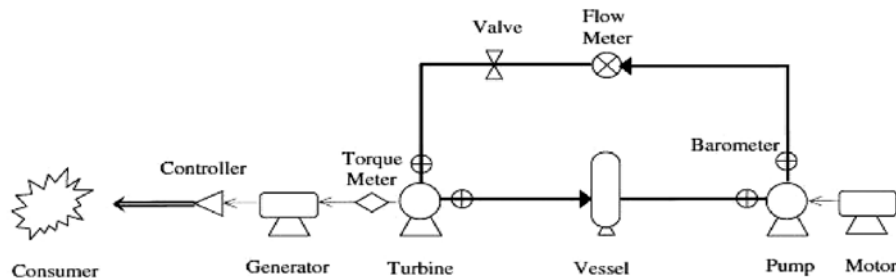 Valve
Flow
Meter
Barometer
Controller
Torque
Meter
Consumer
Generator
Turbine
Vessel
Pump
Motor